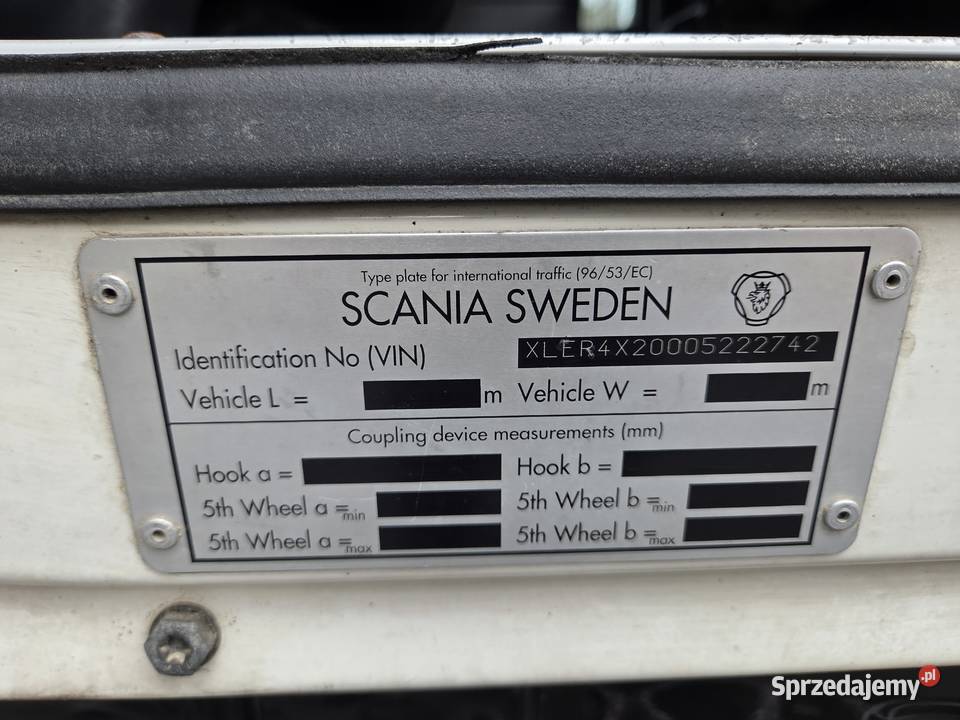 Type plate for international traffic (96/53/EC)
SCANIA SWEDEN
Identification No (VIN) XLER4X20005222742
Vehicle L = m Vehicle W = m
Coupling device measurements (mm)
Hook a = Hook b =
5th Wheel a =min 5th Wheel b =min
5th Wheel a =max 5th Wheel b =max
Sprzedajemy.pl